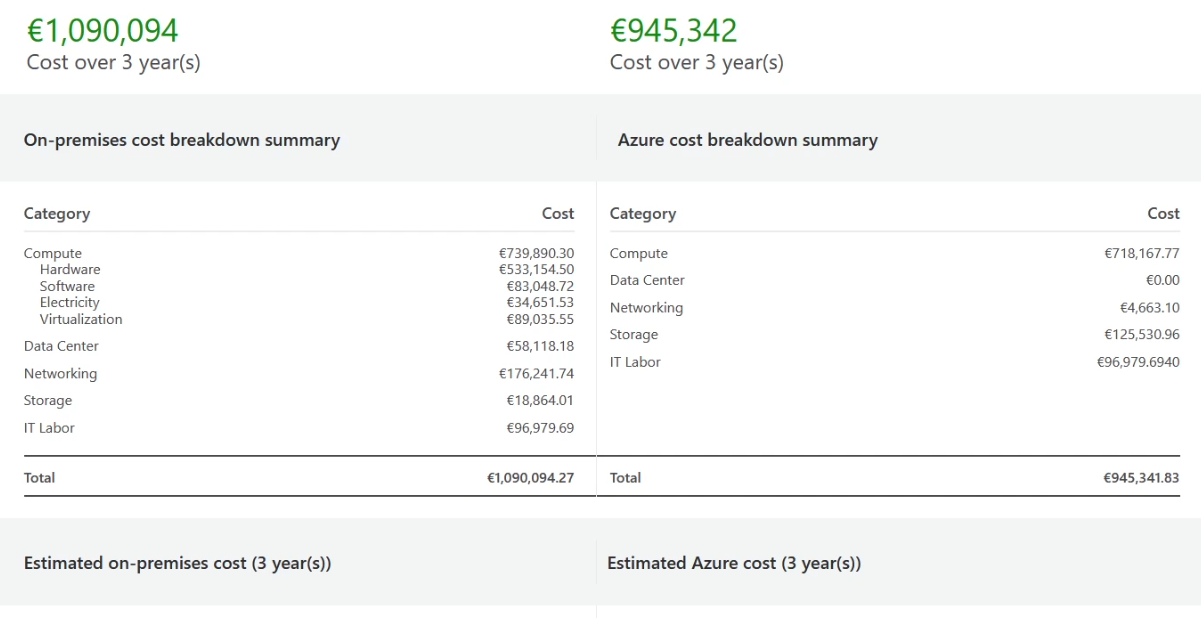 €1,090,094
Cost over 3 year(s)
€945,342
Cost over 3 year(s)
On-premises cost breakdown summary
Azure cost breakdown summary
Category Cost
Compute €739,890.30
Hardware €533,154.50
Software €83,048.72
Electricity €34,651.53
Virtualization €89,035.55
Data Center €58,118.18
Networking €176,241.74
Storage €18,864.01
IT Labor €96,979.69
Total €1,090,094.27
Category Cost
Compute €718,167.77
Data Center €0.00
Networking €4,663.10
Storage €125,530.96
IT Labor €96,979.6940
Total €945,341.83
Estimated on-premises cost (3 year(s))
Estimated Azure cost (3 year(s))